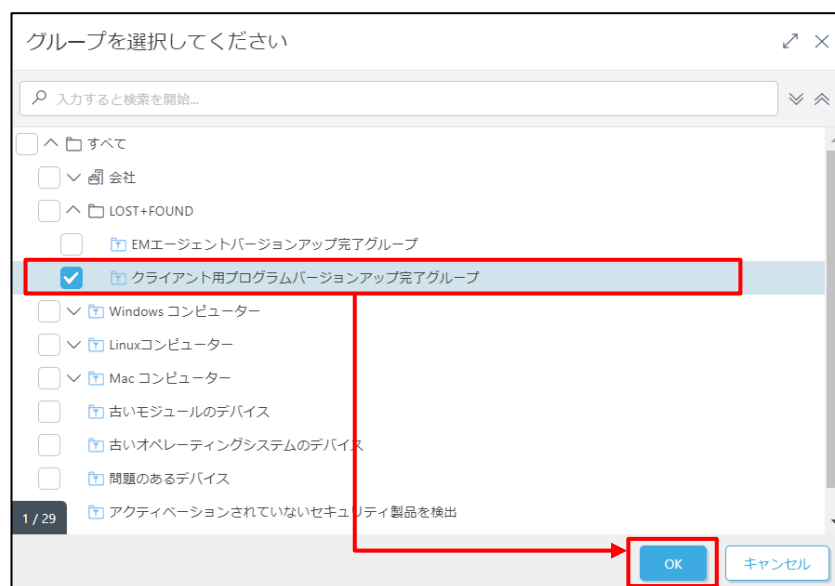 グループを選択してください
入力すると検索を開始...
すべて
会社
LOST+FOUND
EMエージェントバージョンアップ完了グループ
クライアント用プログラムバージョンアップ完了グループ
Windows コンピューター
Linuxコンピューター
Mac コンピューター
古いモジュールのデバイス
古いオペレーティングシステムのデバイス
問題のあるデバイス
アクティベーションされていないセキュリティ製品を検出
1 / 29
OK
キャンセル